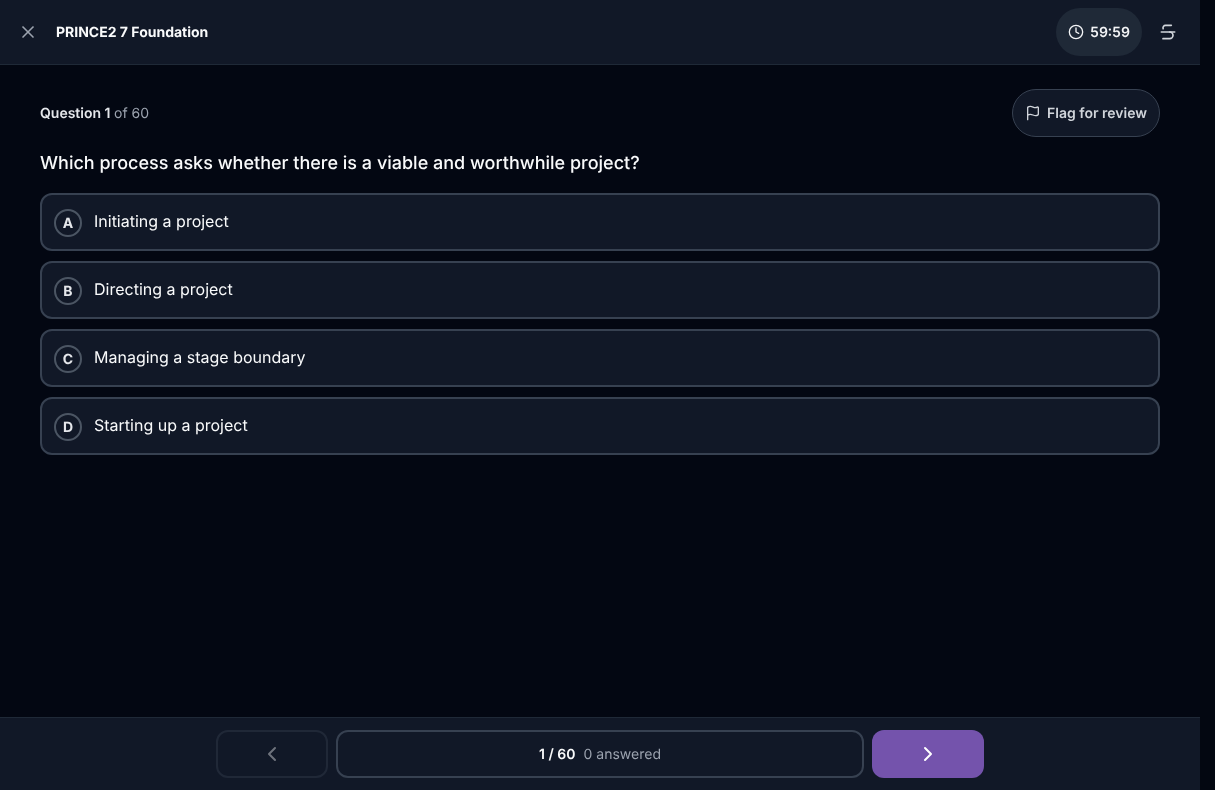 PRINCE2 7 Foundation
59:59
Question 1 of 60
Flag for review
Which process asks whether there is a viable and worthwhile project?
A Initiating a project
B Directing a project
C Managing a stage boundary
D Starting up a project
1 / 60 0 answered